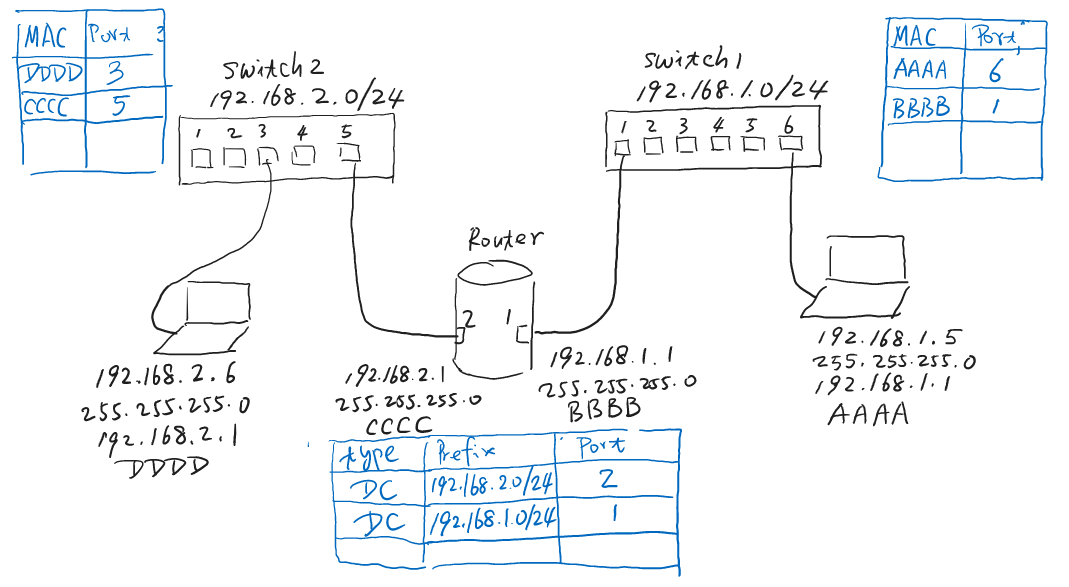 MAC Port
DDDD 3
CCCC 5
Switch2
192.168.2.0/24
1 2 3 4 5
Switch1
192.168.1.0/24
1 2 3 4 5 6
MAC Port
AAAA 6
BBBB 1
Router
2 1
192.168.2.6
255.255.255.0
192.168.2.1
DDDD
192.168.2.1
255.255.255.0
CCCC
192.168.1.1
255.255.255.0
BBBB
192.168.1.5
255.255.255.0
192.168.1.1
AAAA
type Prefix Port
DC 192.168.2.0/24 2
DC 192.168.1.0/24 1